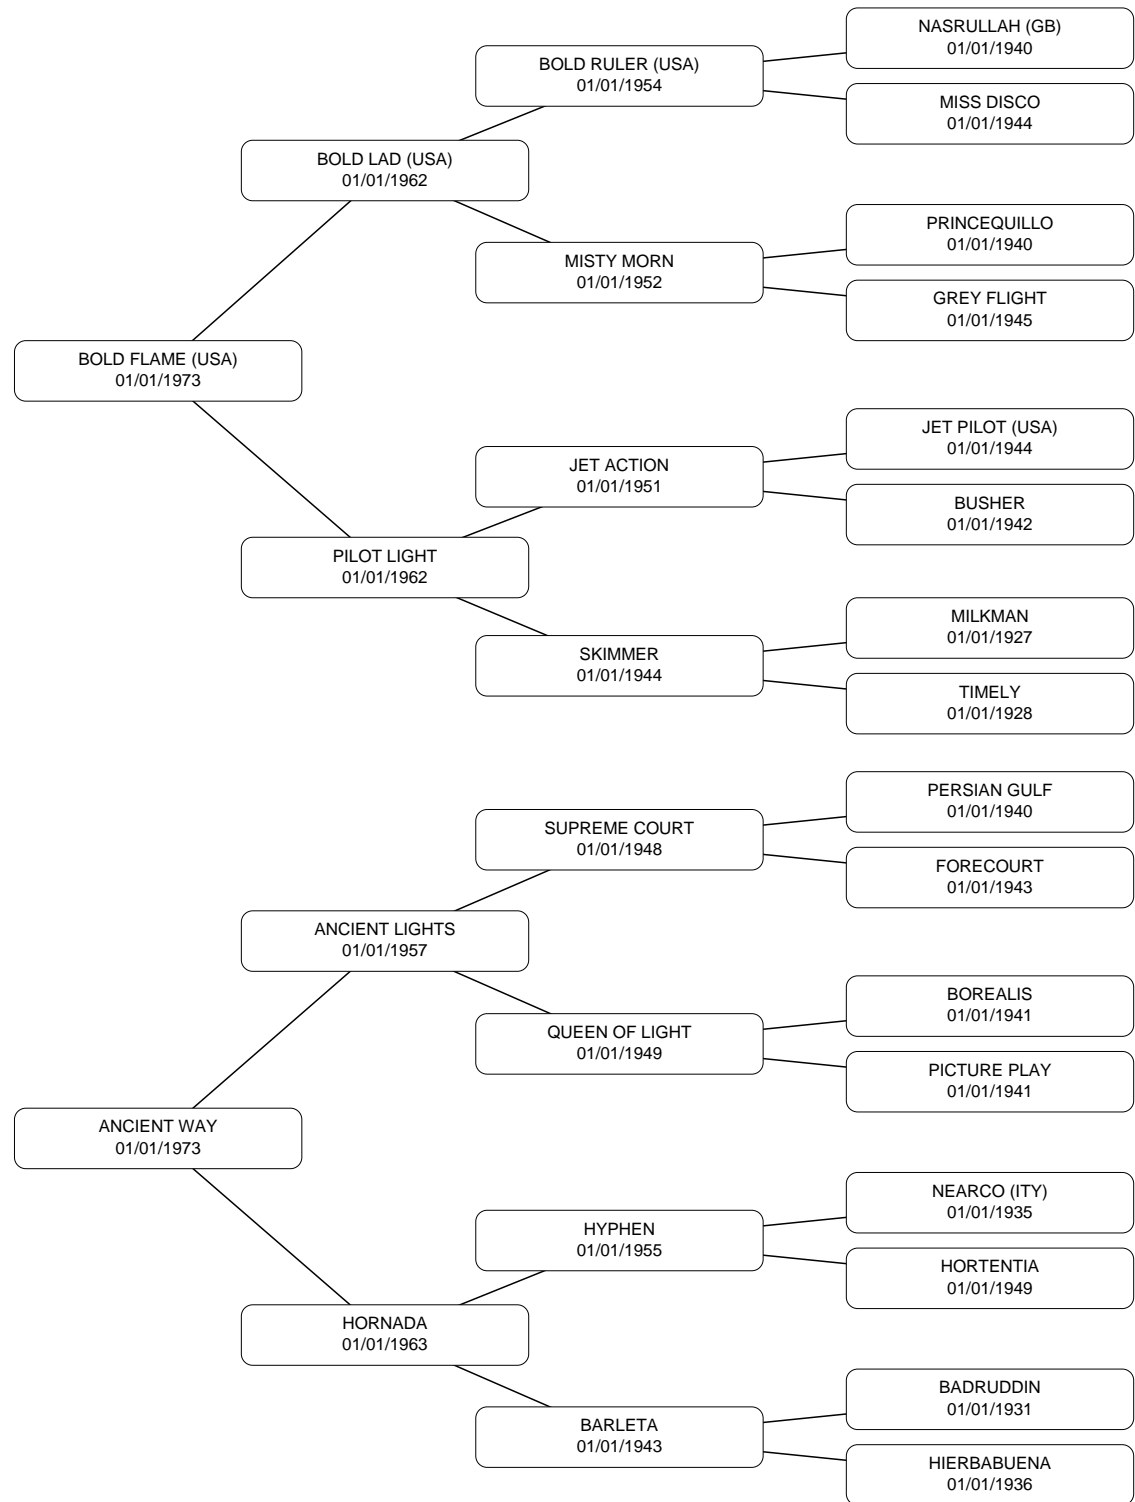 NASRULLAH (GB)
01/01/1940
BOLD RULER (USA)
01/01/1954
MISS DISCO
01/01/1944
BOLD LAD (USA)
01/01/1962
PRINCEQUILLO
01/01/1940
MISTY MORN
01/01/1952
GREY FLIGHT
01/01/1945
BOLD FLAME (USA)
01/01/1973
JET PILOT (USA)
01/01/1944
JET ACTION
01/01/1951
BUSHER
01/01/1942
PILOT LIGHT
01/01/1962
MILKMAN
01/01/1927
SKIMMER
01/01/1944
TIMELY
01/01/1928
PERSIAN GULF
01/01/1940
SUPREME COURT
01/01/1948
FORECOURT
01/01/1943
ANCIENT LIGHTS
01/01/1957
BOREALIS
01/01/1941
QUEEN OF LIGHT
01/01/1949
PICTURE PLAY
01/01/1941
ANCIENT WAY
01/01/1973
NEARCO (ITY)
01/01/1935
HYPHEN
01/01/1955
HORTENTIA
01/01/1949
HORNADA
01/01/1963
BADRUDDIN
01/01/1931
BARLETA
01/01/1943
HIERBABUENA
01/01/1936